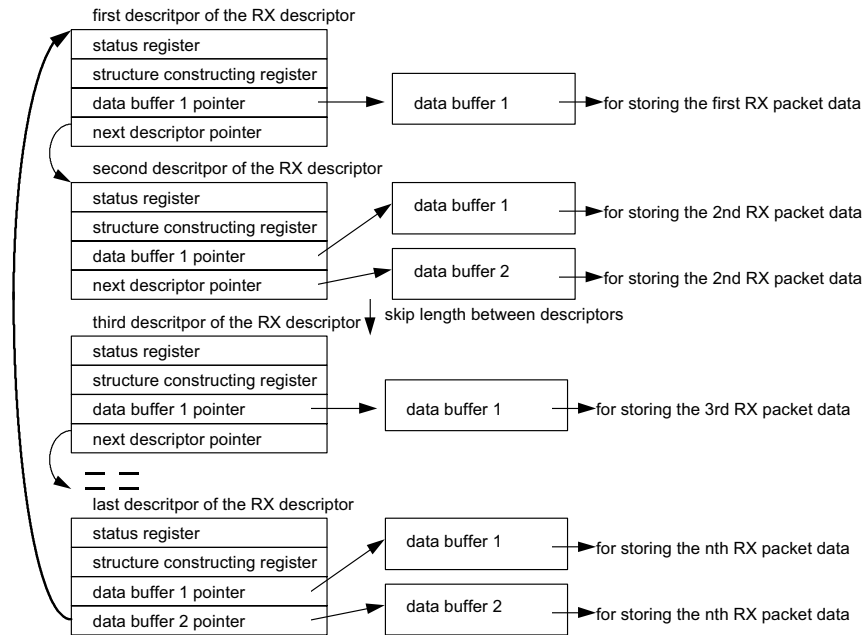 first descritpor of the RX descriptor
status register
structure constructing register
data buffer 1 pointer
next descriptor pointer
data buffer 1
for storing the first RX packet data
second descritpor of the RX descriptor
status register
structure constructing register
data buffer 1 pointer
next descriptor pointer
data buffer 1
for storing the 2nd RX packet data
data buffer 2
for storing the 2nd RX packet data
skip length between descriptors
third descritpor of the RX descriptor
status register
structure constructing register
data buffer 1 pointer
next descriptor pointer
data buffer 1
for storing the 3rd RX packet data
last descritpor of the RX descriptor
status register
structure constructing register
data buffer 1 pointer
data buffer 2 pointer
data buffer 1
for storing the nth RX packet data
data buffer 2
for storing the nth RX packet data